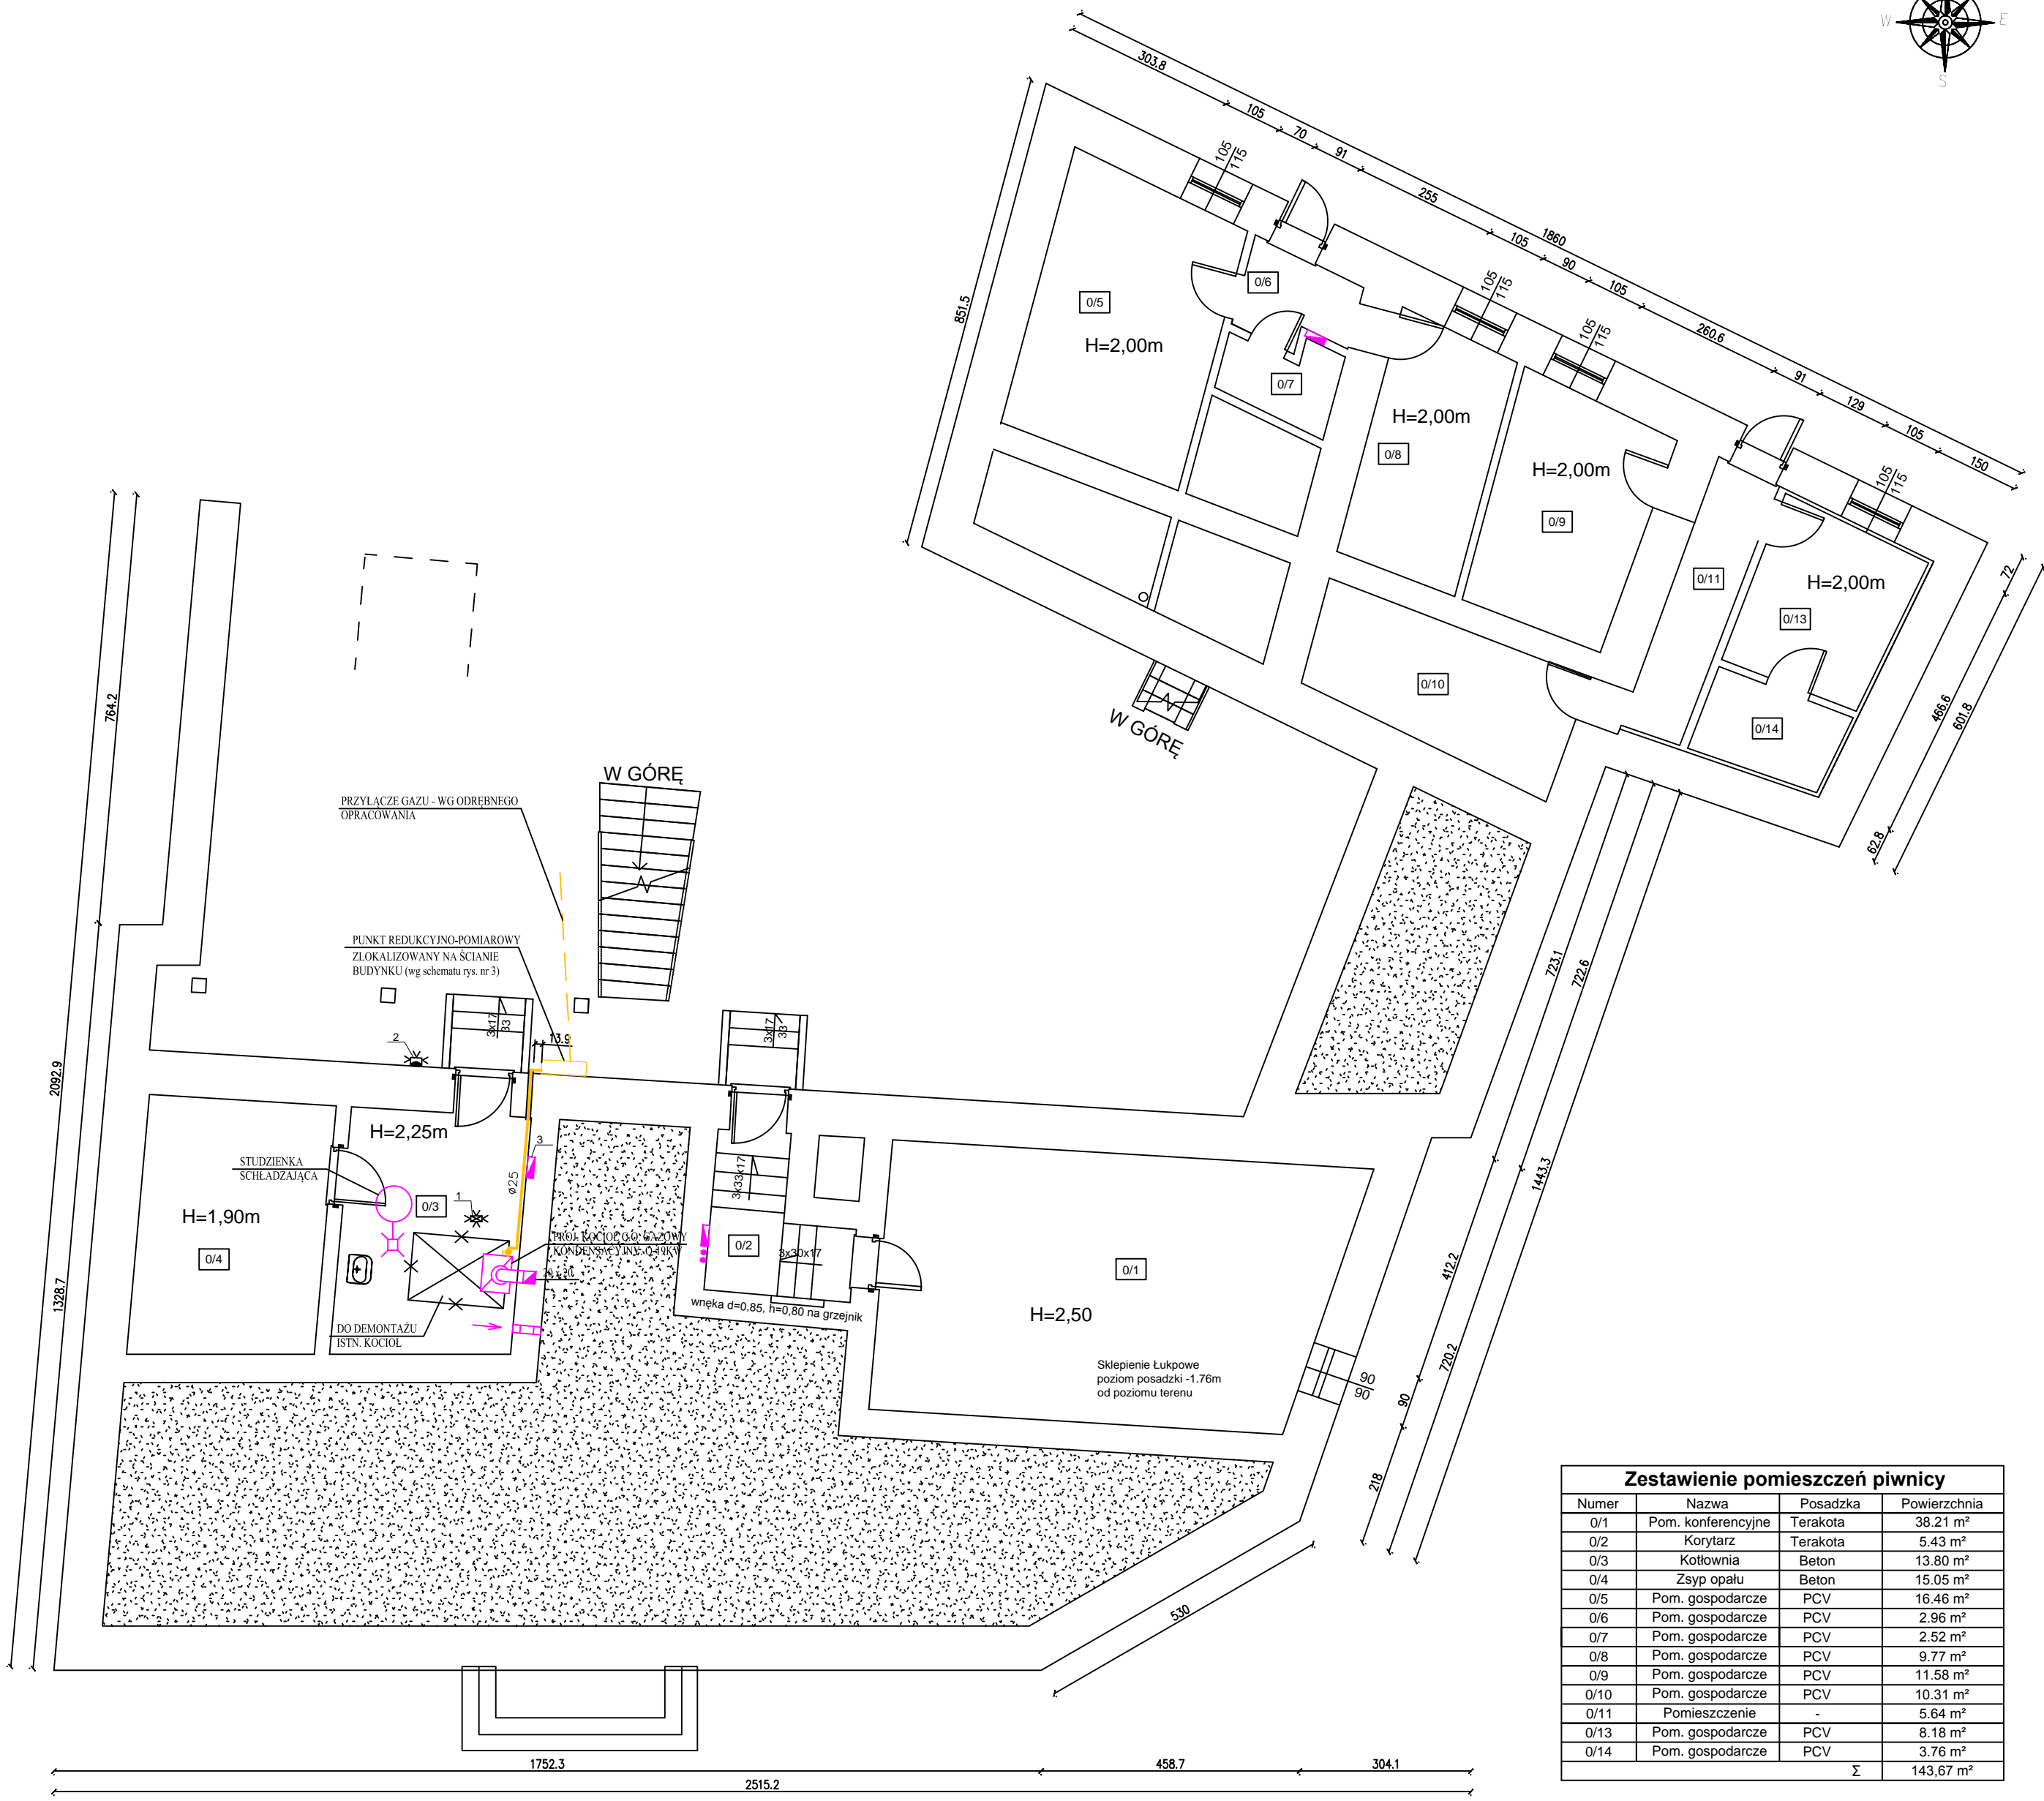 W
E
S
303.8
105
70
91
255
1860
105
90
105
260.6
91
129
105
150
851.5
105
115
105
115
105
115
105
115
0/6
0/5
H=2,00m
0/7
H=2,00m
0/8
H=2,00m
0/9
0/11
H=2,00m
0/13
0/10
0/14
72
466.6
601.8
62.8
W GÓRĘ
764.2
2092.9
1328.7
W GÓRĘ
PRZYŁĄCZE GAZU - WG ODRĘBNEGO
OPRACOWANIA
PUNKT REDUKCYJNO-POMIAROWY
ZLOKALIZOWANY NA ŚCIANIE
BUDYNKU (wg schematu rys. nr 3)
3x17
33
13.9
3x17
33
2
H=2,25m
3
STUDZIENKA
SCHŁADZAJĄCA
ø25
3x33x17
0/3
1
H=1,90m
0/4
PROJ. KOCIOŁ C.O. GAZOWY
KONDENSACYJNY; Q-19KW
20 x 20
0/2
3x30x17
0/1
wnęka d=0,85, h=0,80 na grzejnik
H=2,50
DO DEMONTAŻU
ISTN. KOCIOŁ
Sklepienie Łukpowe
poziom posadzki -1.76m
od poziomu terenu
90
90
723.1
722.6
1443.3
412.2
720.2
90
218
530
1752.3
458.7
304.1
2515.2
Zestawienie pomieszczeń piwnicy
Numer Nazwa Posadzka Powierzchnia
0/1 Pom. konferencyjne Terakota 38.21 m²
0/2 Korytarz Terakota 5.43 m²
0/3 Kotłownia Beton 13.80 m²
0/4 Zsyp opału Beton 15.05 m²
0/5 Pom. gospodarcze PCV 16.46 m²
0/6 Pom. gospodarcze PCV 2.96 m²
0/7 Pom. gospodarcze PCV 2.52 m²
0/8 Pom. gospodarcze PCV 9.77 m²
0/9 Pom. gospodarcze PCV 11.58 m²
0/10 Pom. gospodarcze PCV 10.31 m²
0/11 Pomieszczenie - 5.64 m²
0/13 Pom. gospodarcze PCV 8.18 m²
0/14 Pom. gospodarcze PCV 3.76 m²
Σ 143,67 m²